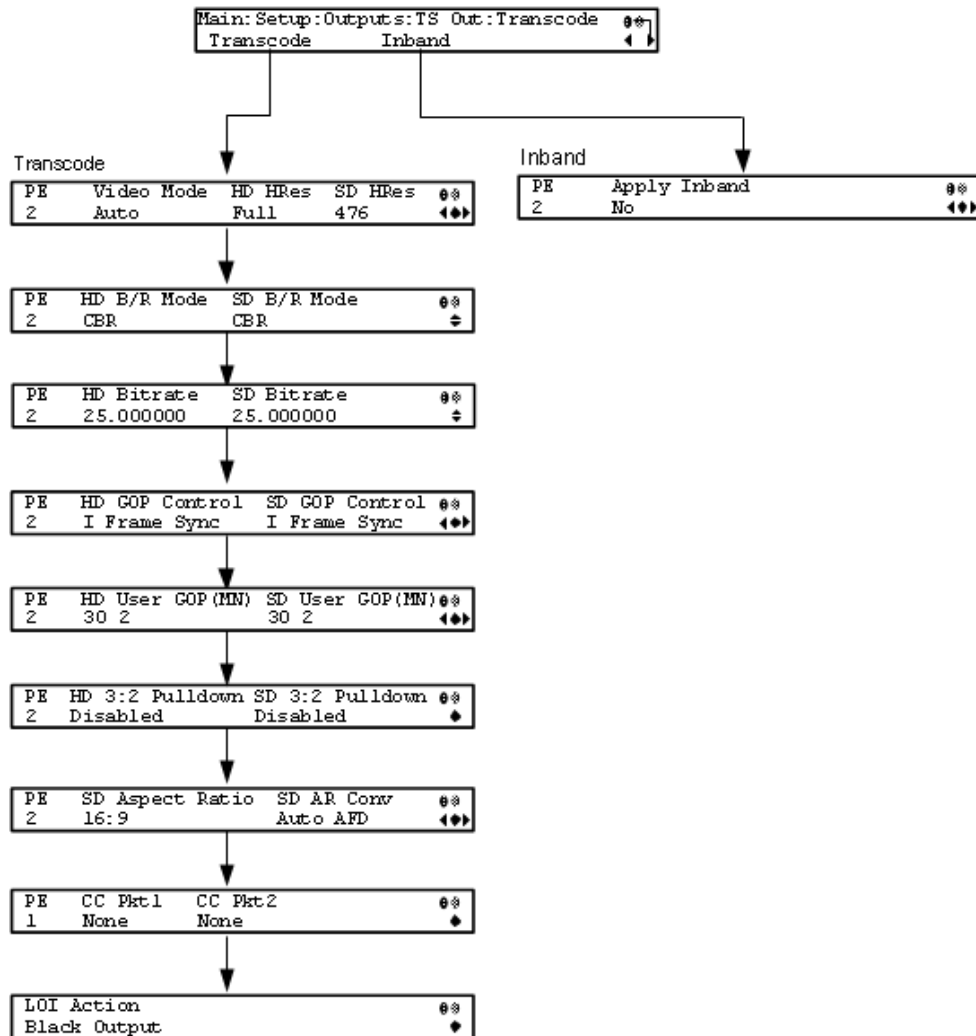 Main:Setup:Outputs:TS Out:Transcode
Transcode Inband
Transcode
PE Video Mode HD HRes SD HRes
2 Auto Full 476
Inband
PE Apply Inband
2 No
PE HD B/R Mode SD B/R Mode
2 CBR CBR
PE HD Bitrate SD Bitrate
2 25.000000 25.000000
PE HD GOP Control SD GOP Control
2 I Frame Sync I Frame Sync
PE HD User GOP(MN) SD User GOP(MN)
2 30 2 30 2
PE HD 3:2 Pulldown SD 3:2 Pulldown
2 Disabled Disabled
PE SD Aspect Ratio SD AR Conv
2 16:9 Auto AFD
PE CC Pkt1 CC Pkt2
1 None None
LOI Action
Black Output